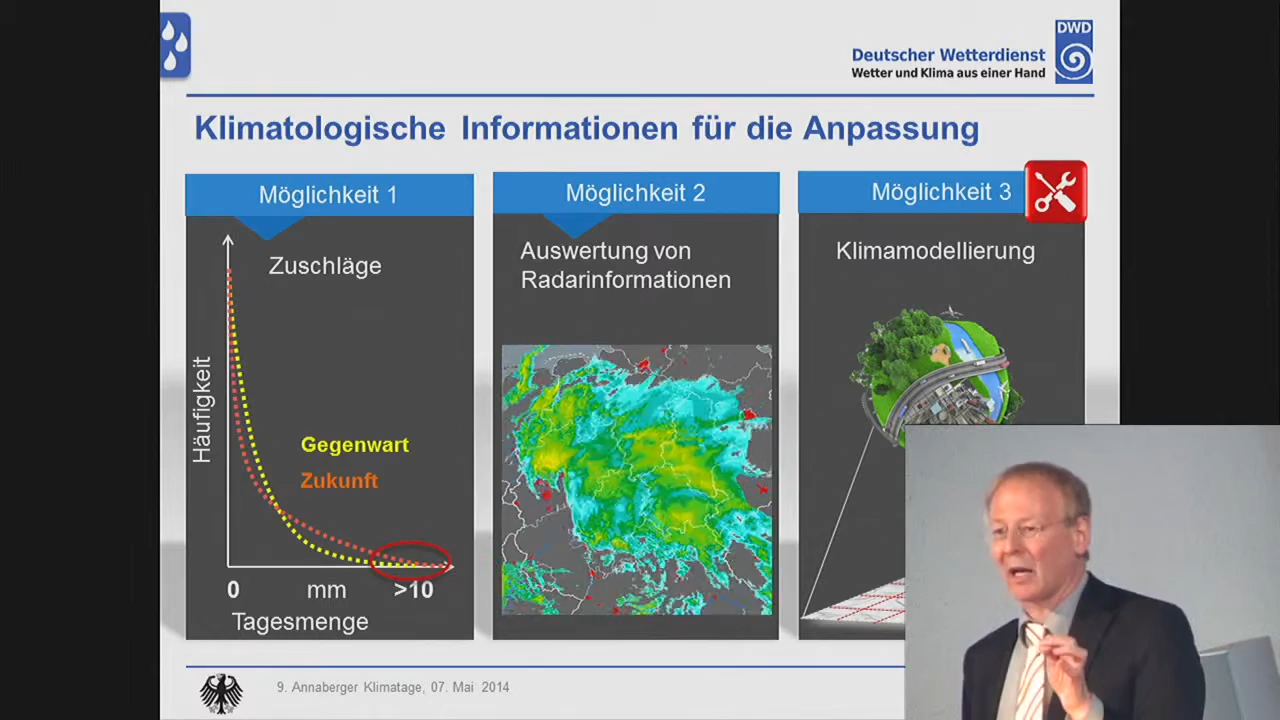 DWD
Deutscher Wetterdienst
Wetter und Klima aus einer Hand
Klimatologische Informationen für die Anpassung
Möglichkeit 1
Zuschläge
Häufigkeit
Gegenwart
Zukunft
0 mm >10
Tagesmenge
Möglichkeit 2
Auswertung von
Radarinformationen
Möglichkeit 3
Klimamodellierung
9. Annaberger Klimatage, 07. Mai 2014